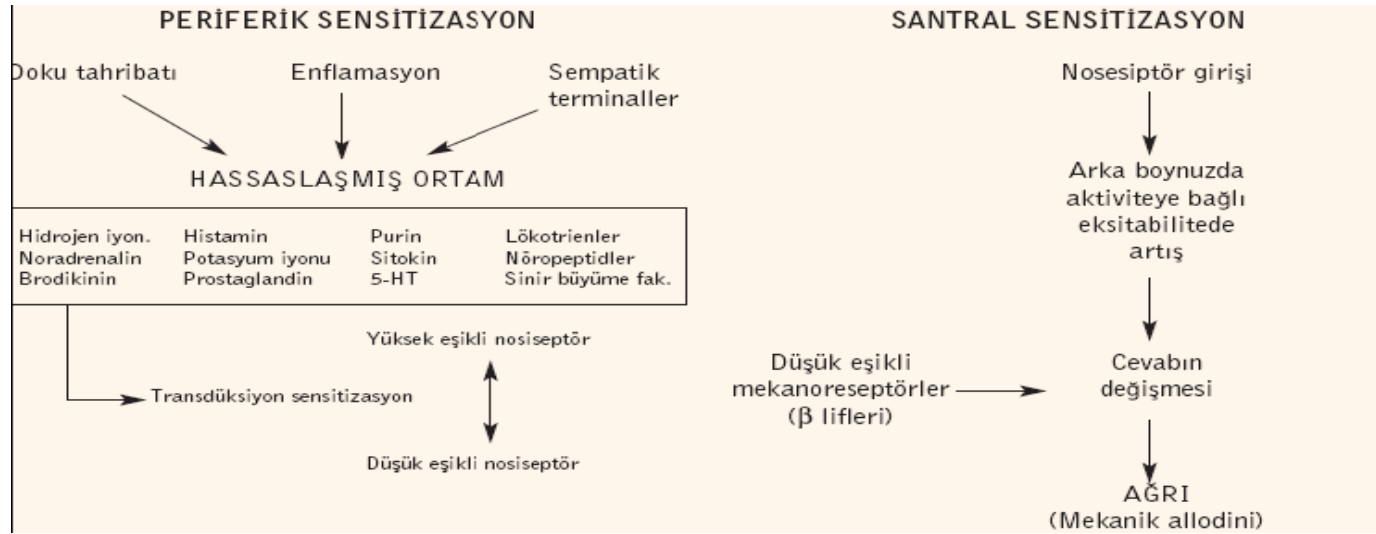 PERİFERİK SENSİTİZASYON
Doku tahribatı
Enflamasyon
Sempatik
terminaller
HASSASLAŞMIŞ ORTAM
Hidrojen iyon. Histamin Purin Lökotrienler
Noradrenalin Potasyum iyonu Sitokin Nöropeptidler
Brodikinin Prostaglandin 5-HT Sinir büyüme fak.
Yüksek eşikli nosiseptör
Transdüksiyon sensitizasyon
Düşük eşikli nosiseptör
SANTRAL SENSİTİZASYON
Nosesiptör girişi
Arka boynuzda
aktiviteye bağlı
eksitabilitede
artış
Düşük eşikli
mekanoreseptörler
(β lifleri)
Cevabın
değişmesi
AĞRI
(Mekanik allodini)